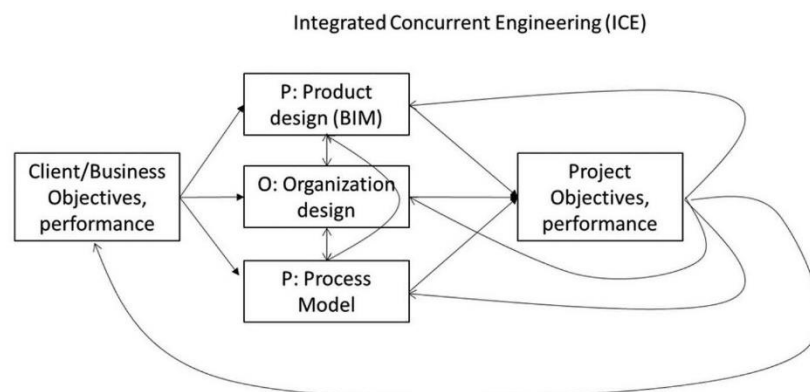 Integrated Concurrent Engineering (ICE)
P: Product
design (BIM)
Client/Business
Objectives,
performance
O: Organization
design
Project
Objectives,
performance
P: Process
Model